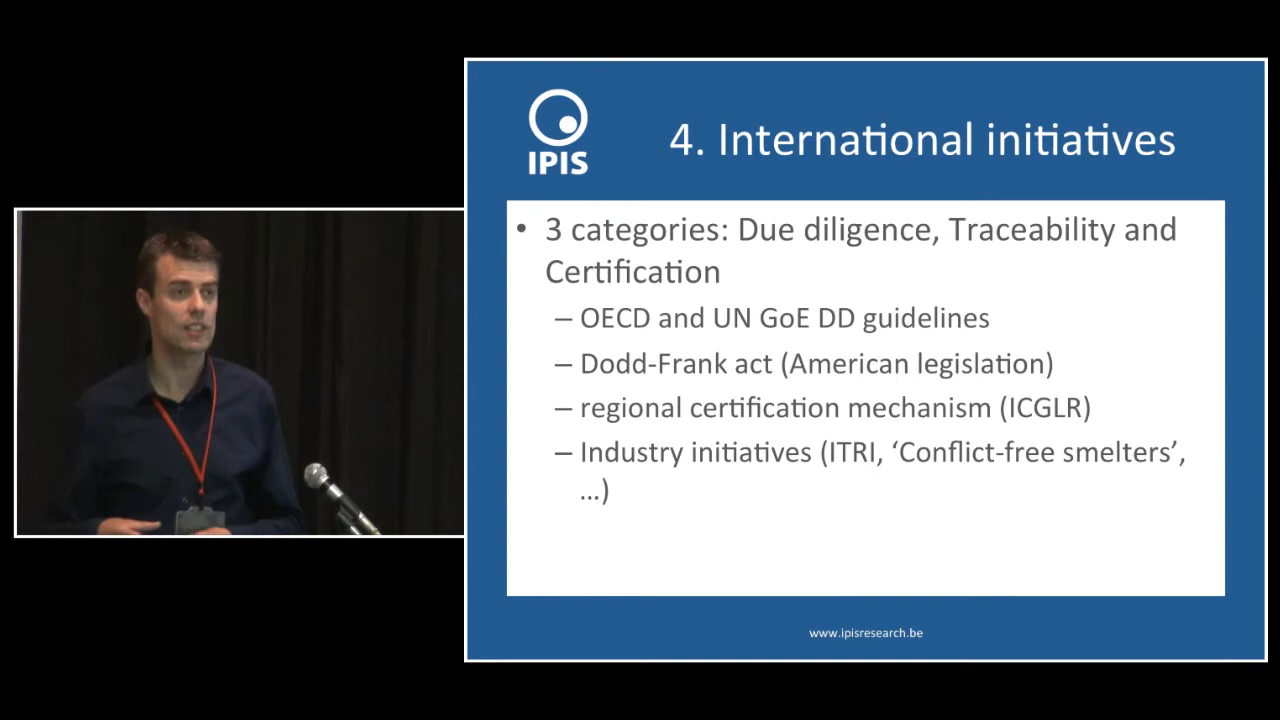 IPIS
4. International initiatives
• 3 categories: Due diligence, Traceability and
Certification
– OECD and UN GoE DD guidelines
– Dodd-Frank act (American legislation)
– regional certification mechanism (ICGLR)
– Industry initiatives (ITRI, ‘Conflict-free smelters’,
…)
www.ipisresearch.be